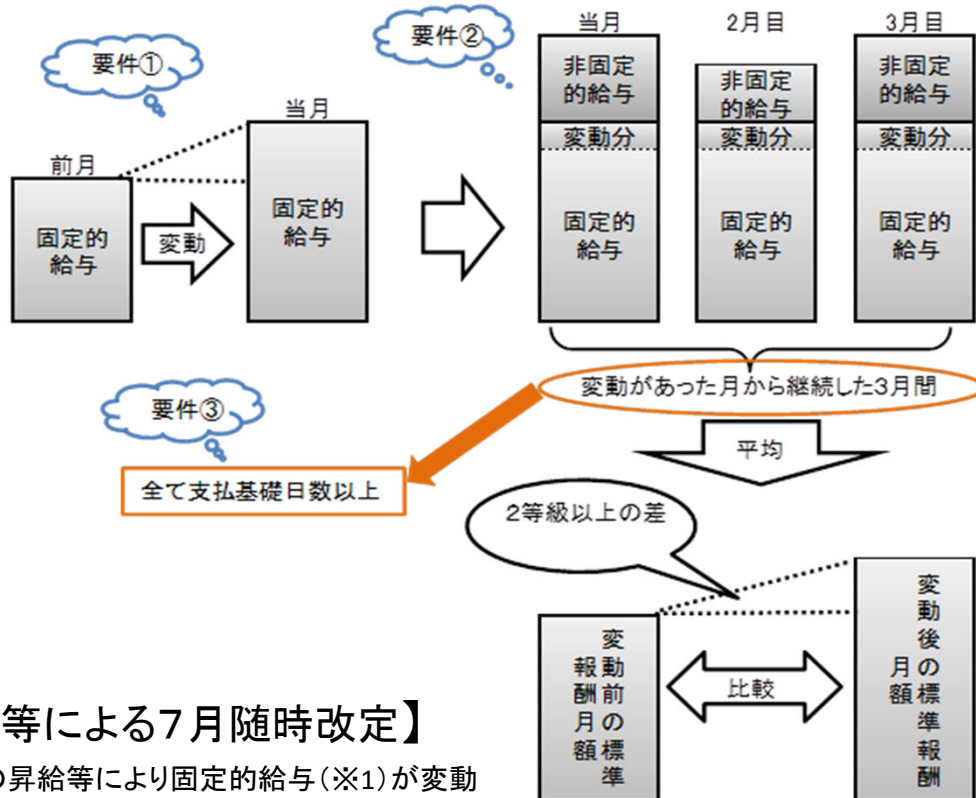 要件①
前月
固定的
給与
変動
当月
固定的
給与
要件②
当月
非固定
的給与
変動分
固定的
給与
2月目
非固定
的給与
変動分
固定的
給与
3月目
非固定
的給与
変動分
固定的
給与
変動があった月から継続した3月間
要件③
全て支払基礎日数以上
平均
2等級以上の差
変動前の標準
報酬月額
比較
変動後の標準報酬
月額
等による7月随時改定】
の昇給等により固定的給与(※1)が変動